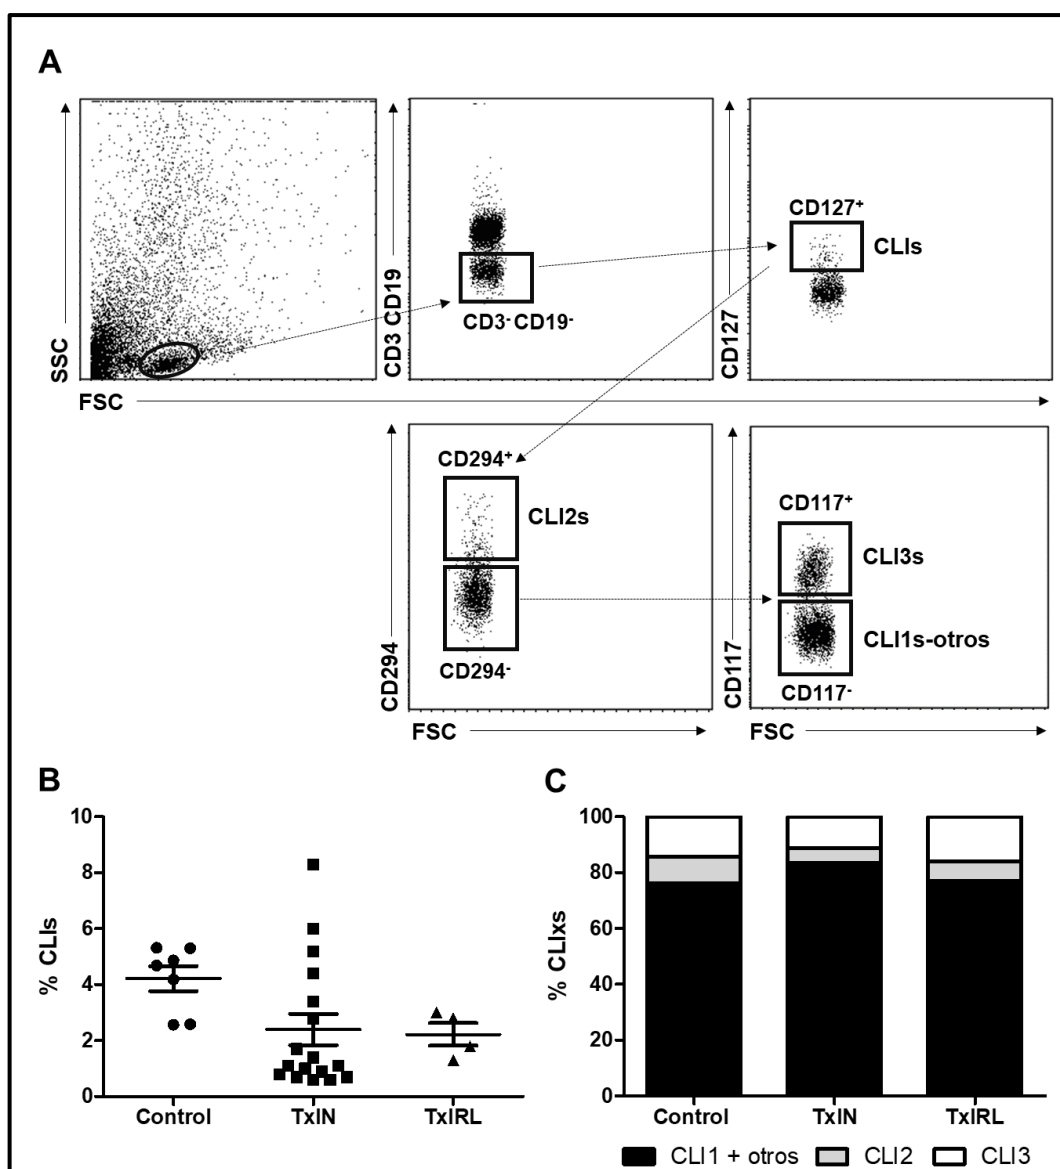 A
SSC
CD3 CD19
CD3⁻CD19⁻
CD127
CD127⁺
CLIs
FSC
CD294
CD294⁺
CLI2s
CD294⁻
CD117
CD117⁺
CLI3s
CLI1s-otros
CD117⁻
FSC
B
% CLIs
10
8
6
4
2
0
Control TxIN TxIRL
C
% CLIxs
100
80
60
40
20
0
Control TxIN TxIRL
CLI1 + otros CLI2 CLI3